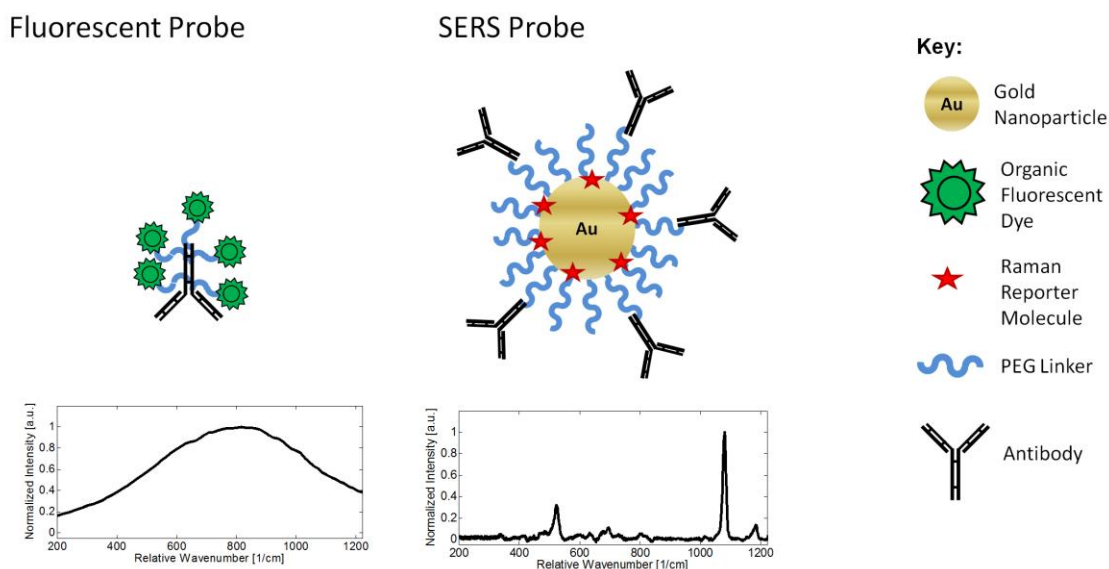 Fluorescent Probe
SERS Probe
Key:
Au
Gold
Nanoparticle
Organic
Fluorescent
Dye
Au
Raman
Reporter
Molecule
PEG Linker
Antibody
Normalized Intensity [a.u.]
1
0.8
0.6
0.4
0.2
0
200 400 600 800 1000 1200
Relative Wavenumber [1/cm]
Normalized Intensity [a.u.]
1
0.8
0.6
0.4
0.2
0
200 400 600 800 1000 1200
Relative Wavenumber [1/cm]